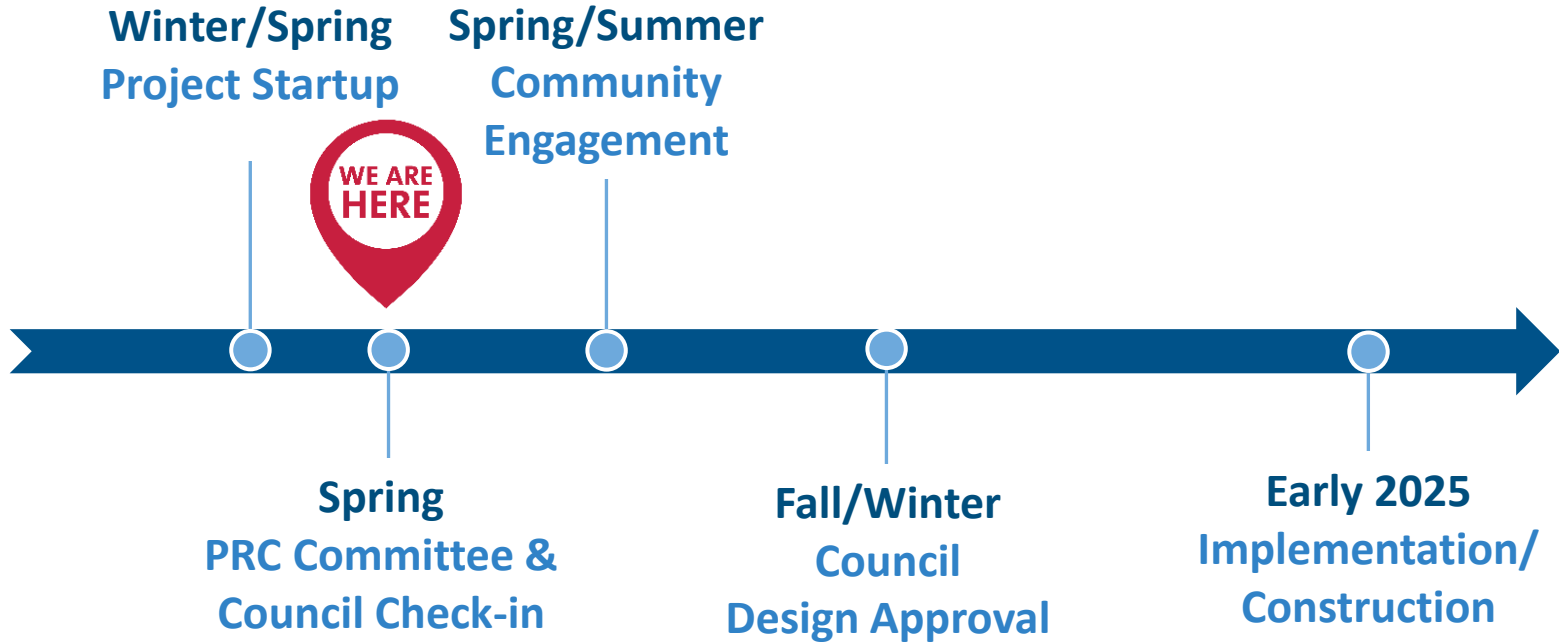 Winter/Spring
Project Startup
Spring/Summer
Community
Engagement
WE ARE
HERE
Spring
PRC Committee &
Council Check-in
Fall/Winter
Council
Design Approval
Early 2025
Implementation/
Construction